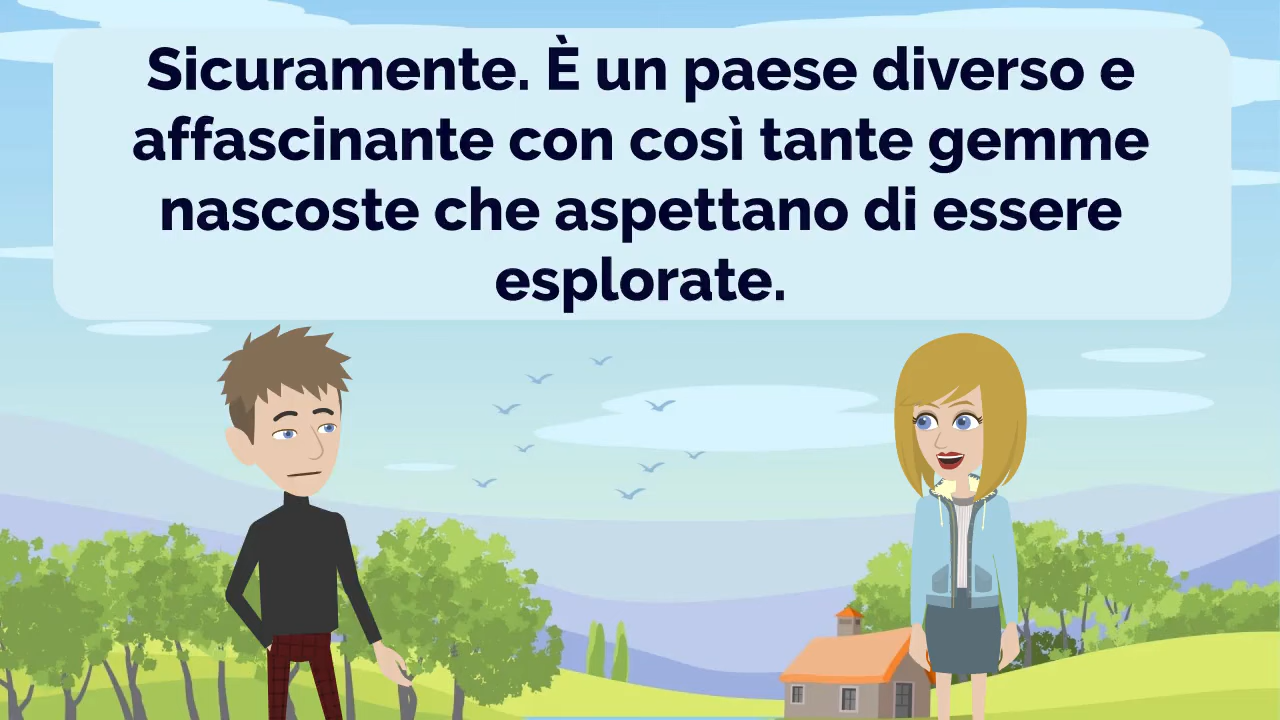 Sicuramente. È un paese diverso e
affascinante con così tante gemme
nascoste che aspettano di essere
esplorate.